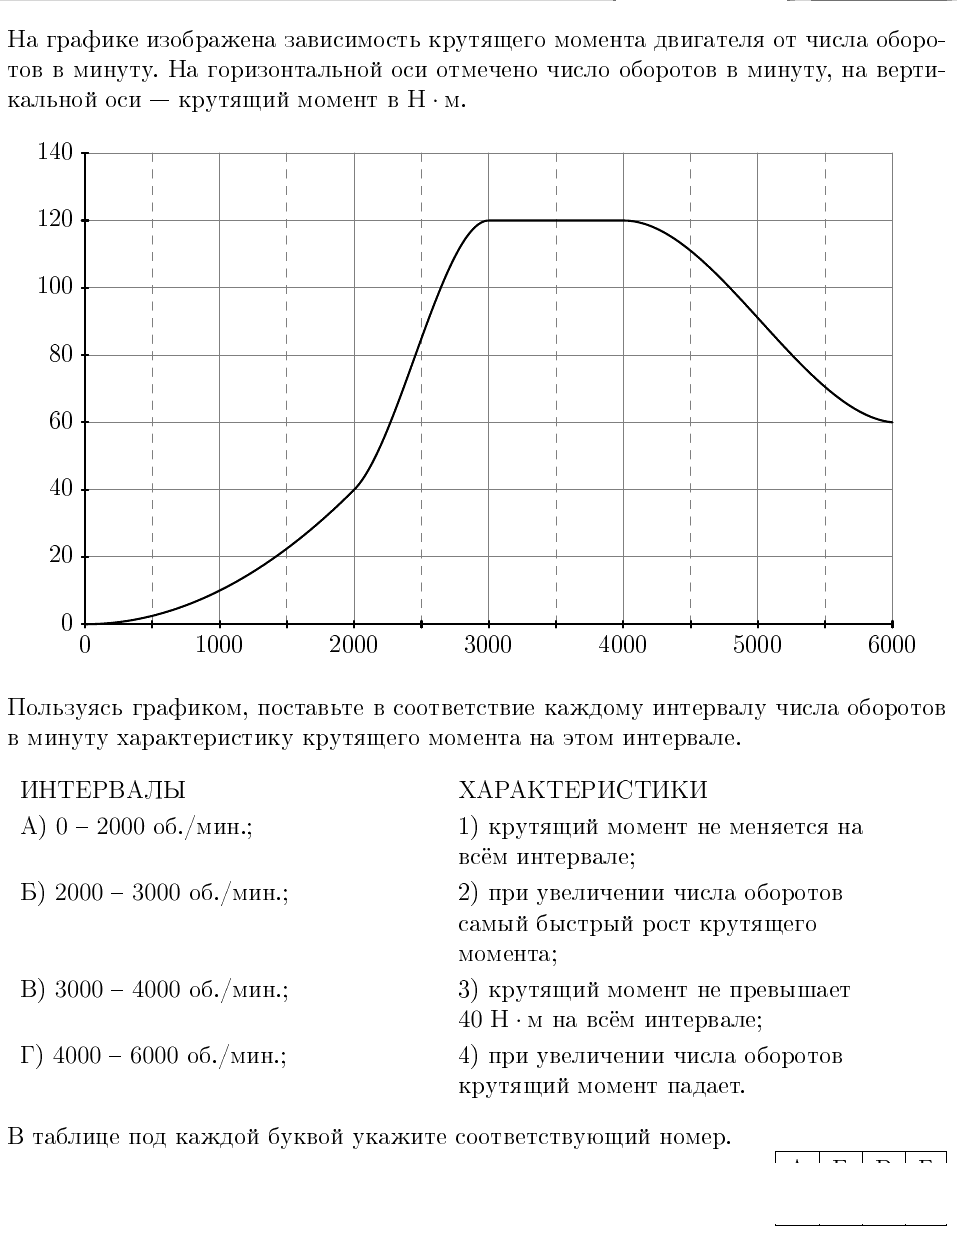 На графике изображена зависимость крутящего момента двигателя от числа оборо-
тов в минуту. На горизонтальной оси отмечено число оборотов в минуту, на верти-
кальной оси — крутящий момент в Н · м.
140
120
100
80
60
40
20
0
0 1000 2000 3000 4000 5000 6000
Пользуясь графиком, поставьте в соответствие каждому интервалу числа оборотов
в минуту характеристику крутящего момента на этом интервале.
ИНТЕРВАЛЫ ХАРАКТЕРИСТИКИ
А) 0 – 2000 об./мин.; 1) крутящий момент не меняется на
всём интервале;
Б) 2000 – 3000 об./мин.; 2) при увеличении числа оборотов
самый быстрый рост крутящего
момента;
В) 3000 – 4000 об./мин.; 3) крутящий момент не превышает
40 Н · м на всём интервале;
Г) 4000 – 6000 об./мин.; 4) при увеличении числа оборотов
крутящий момент падает.
В таблице под каждой буквой укажите соответствующий номер.